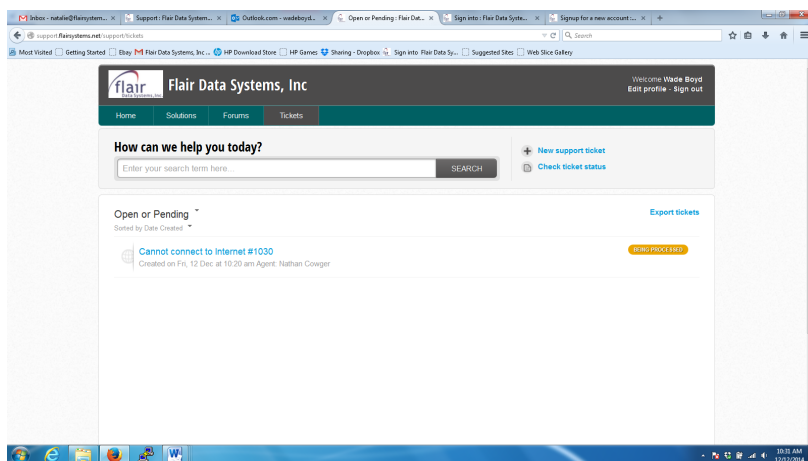 Inbox - natalie@flairsystem... × Support : Flair Data System... × Outlook.com - wadeboyd... × Open or Pending : Flair Dat... × Sign into : Flair Data Syste... × Signup for a new account :... × +
support.flairsystems.net/support/tickets Search
Most Visited Getting Started Ebay Flair Data Systems, Inc ... HP Download Store HP Games Sharing - Dropbox Sign into Flair Data Sy... Suggested Sites Web Slice Gallery
flair
Data Systems, Inc
Flair Data Systems, Inc
Welcome Wade Boyd
Edit profile - Sign out
Home Solutions Forums Tickets
How can we help you today?
Enter your search term here...
SEARCH
New support ticket
Check ticket status
Open or Pending
Export tickets
Sorted by Date Created
Cannot connect to Internet #1030
BEING PROCESSED
Created on Fri, 12 Dec at 10:20 am Agent: Nathan Cowger
10:31 AM
12/12/2014